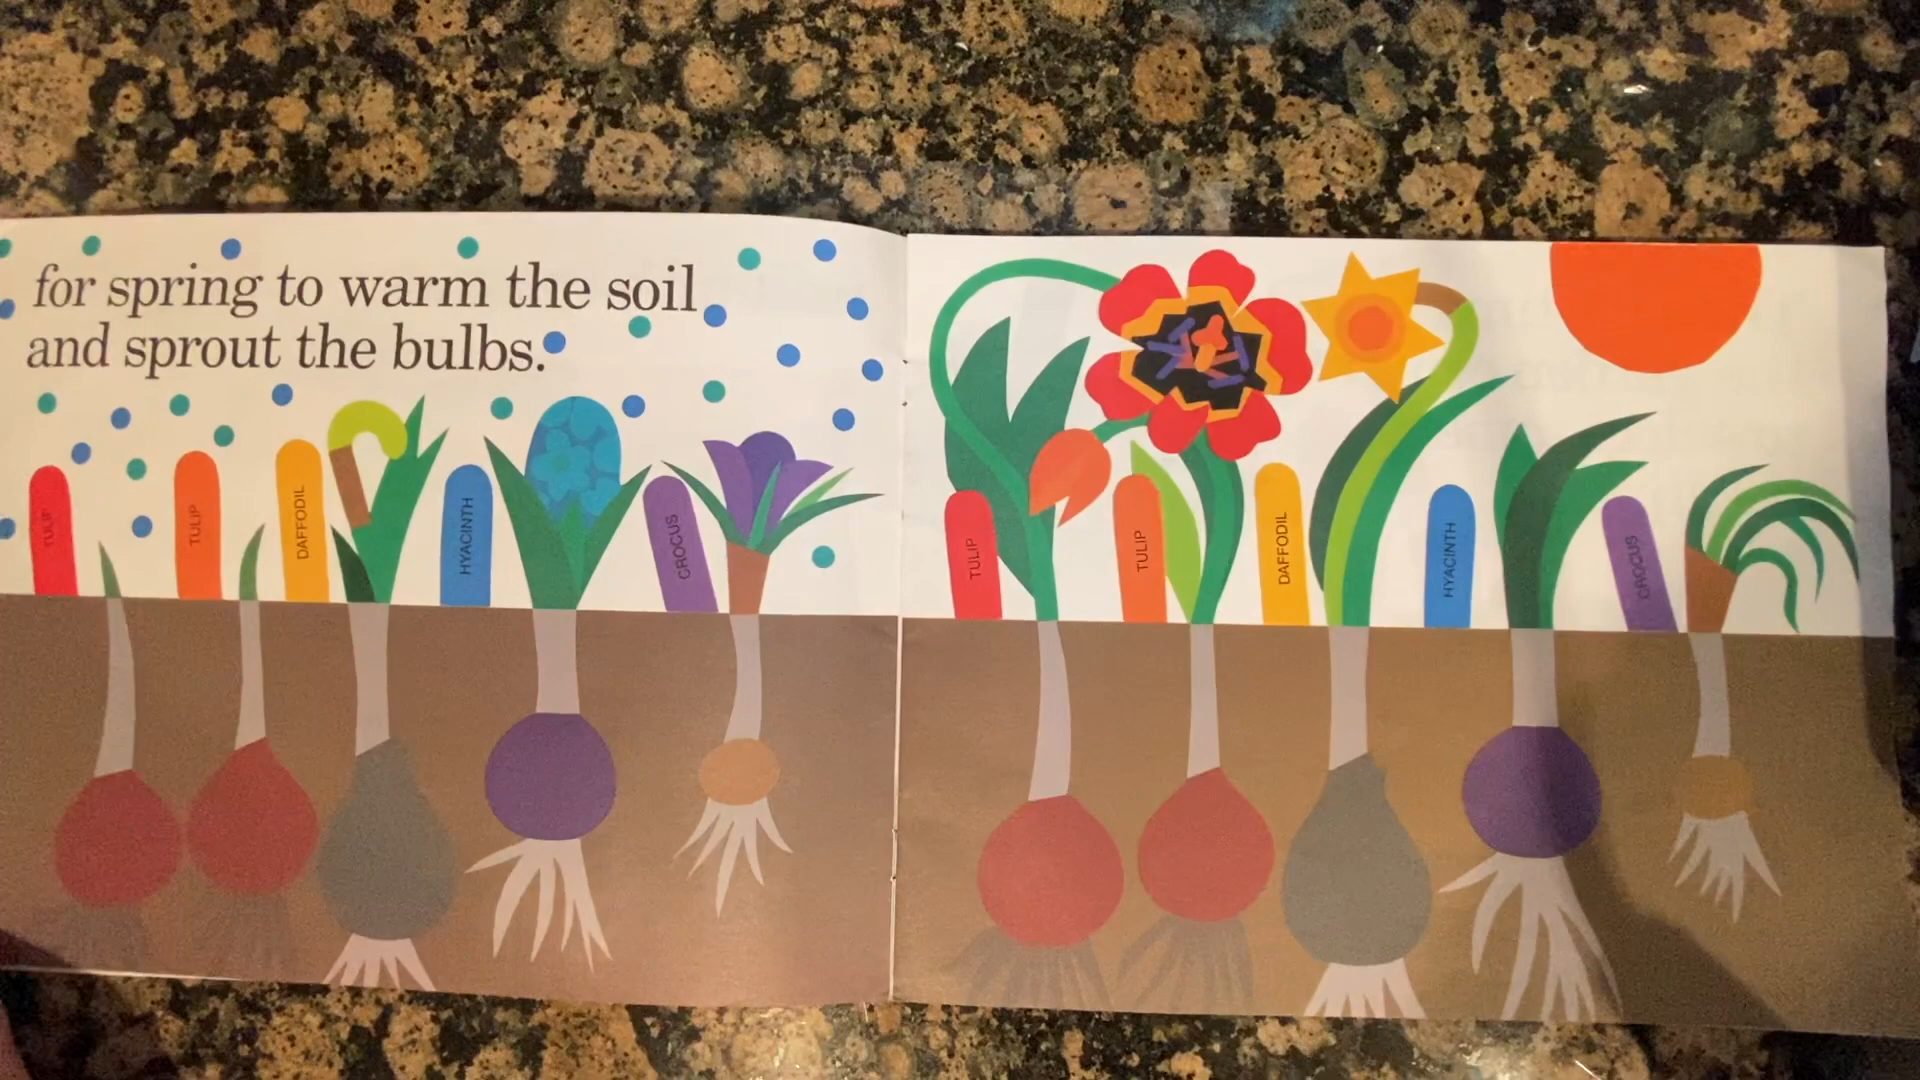 for spring to warm the soil
and sprout the bulbs.
TULIP
TULIP
DAFFODIL
HYACINTH
CROCUS
TULIP
TULIP
DAFFODIL
HYACINTH
CROCUS